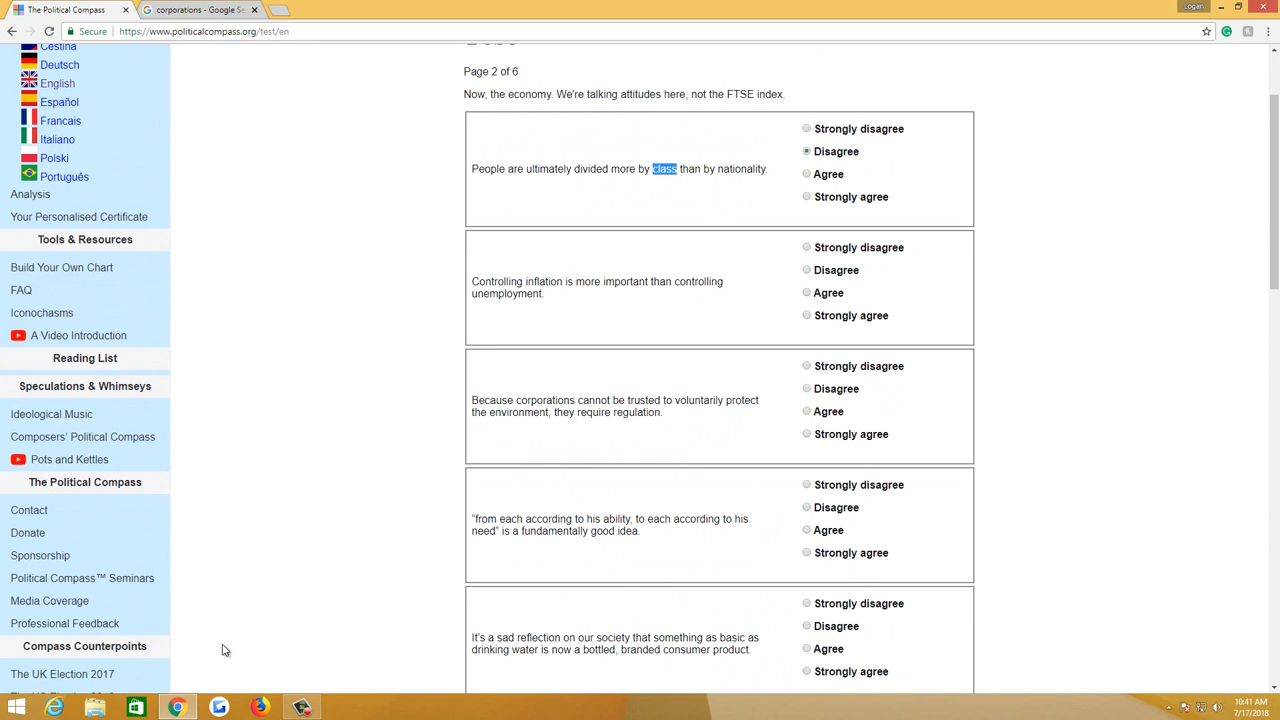 The Political Compass
corporations - Google Se
Logan
Secure
https://www.politicalcompass.org/test/en
Čeština
Deutsch
English
Español
Francais
Italiano
Polski
Português
Analysis
Your Personalised Certificate
Tools & Resources
Build Your Own Chart
FAQ
Iconochasms
A Video Introduction
Reading List
Speculations & Whimseys
Ideological Music
Composers' Political Compass
Pots and Kettles
The Political Compass
Contact
Donate
Sponsorship
Political Compass™ Seminars
Media Coverage
Professional Feedback
Compass Counterpoints
The UK Election 2017
Page 2 of 6
Now, the economy. We're talking attitudes here, not the FTSE index.
People are ultimately divided more by class than by nationality.
Strongly disagree
Disagree
Agree
Strongly agree
Controlling inflation is more important than controlling
unemployment.
Strongly disagree
Disagree
Agree
Strongly agree
Because corporations cannot be trusted to voluntarily protect
the environment, they require regulation.
Strongly disagree
Disagree
Agree
Strongly agree
“from each according to his ability, to each according to his
need” is a fundamentally good idea.
Strongly disagree
Disagree
Agree
Strongly agree
It's a sad reflection on our society that something as basic as
drinking water is now a bottled, branded consumer product.
Strongly disagree
Disagree
Agree
Strongly agree
10:41 AM
7/17/2018